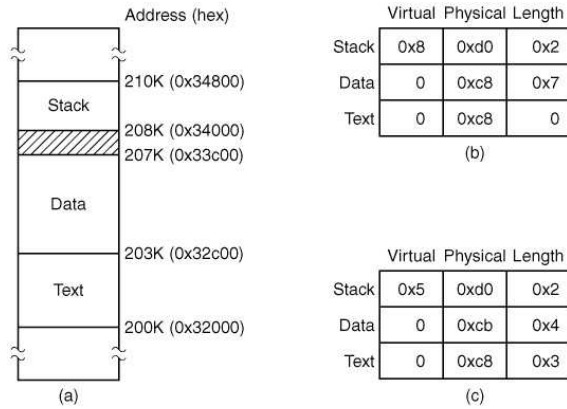 Address (hex)
210K (0x34800)
Stack
208K (0x34000)
207K (0x33c00)
Data
203K (0x32c00)
Text
200K (0x32000)
(a)
Virtual Physical Length
Stack 0x8 0xd0 0x2
Data 0 0xc8 0x7
Text 0 0xc8 0
(b)
Virtual Physical Length
Stack 0x5 0xd0 0x2
Data 0 0xcb 0x4
Text 0 0xc8 0x3
(c)